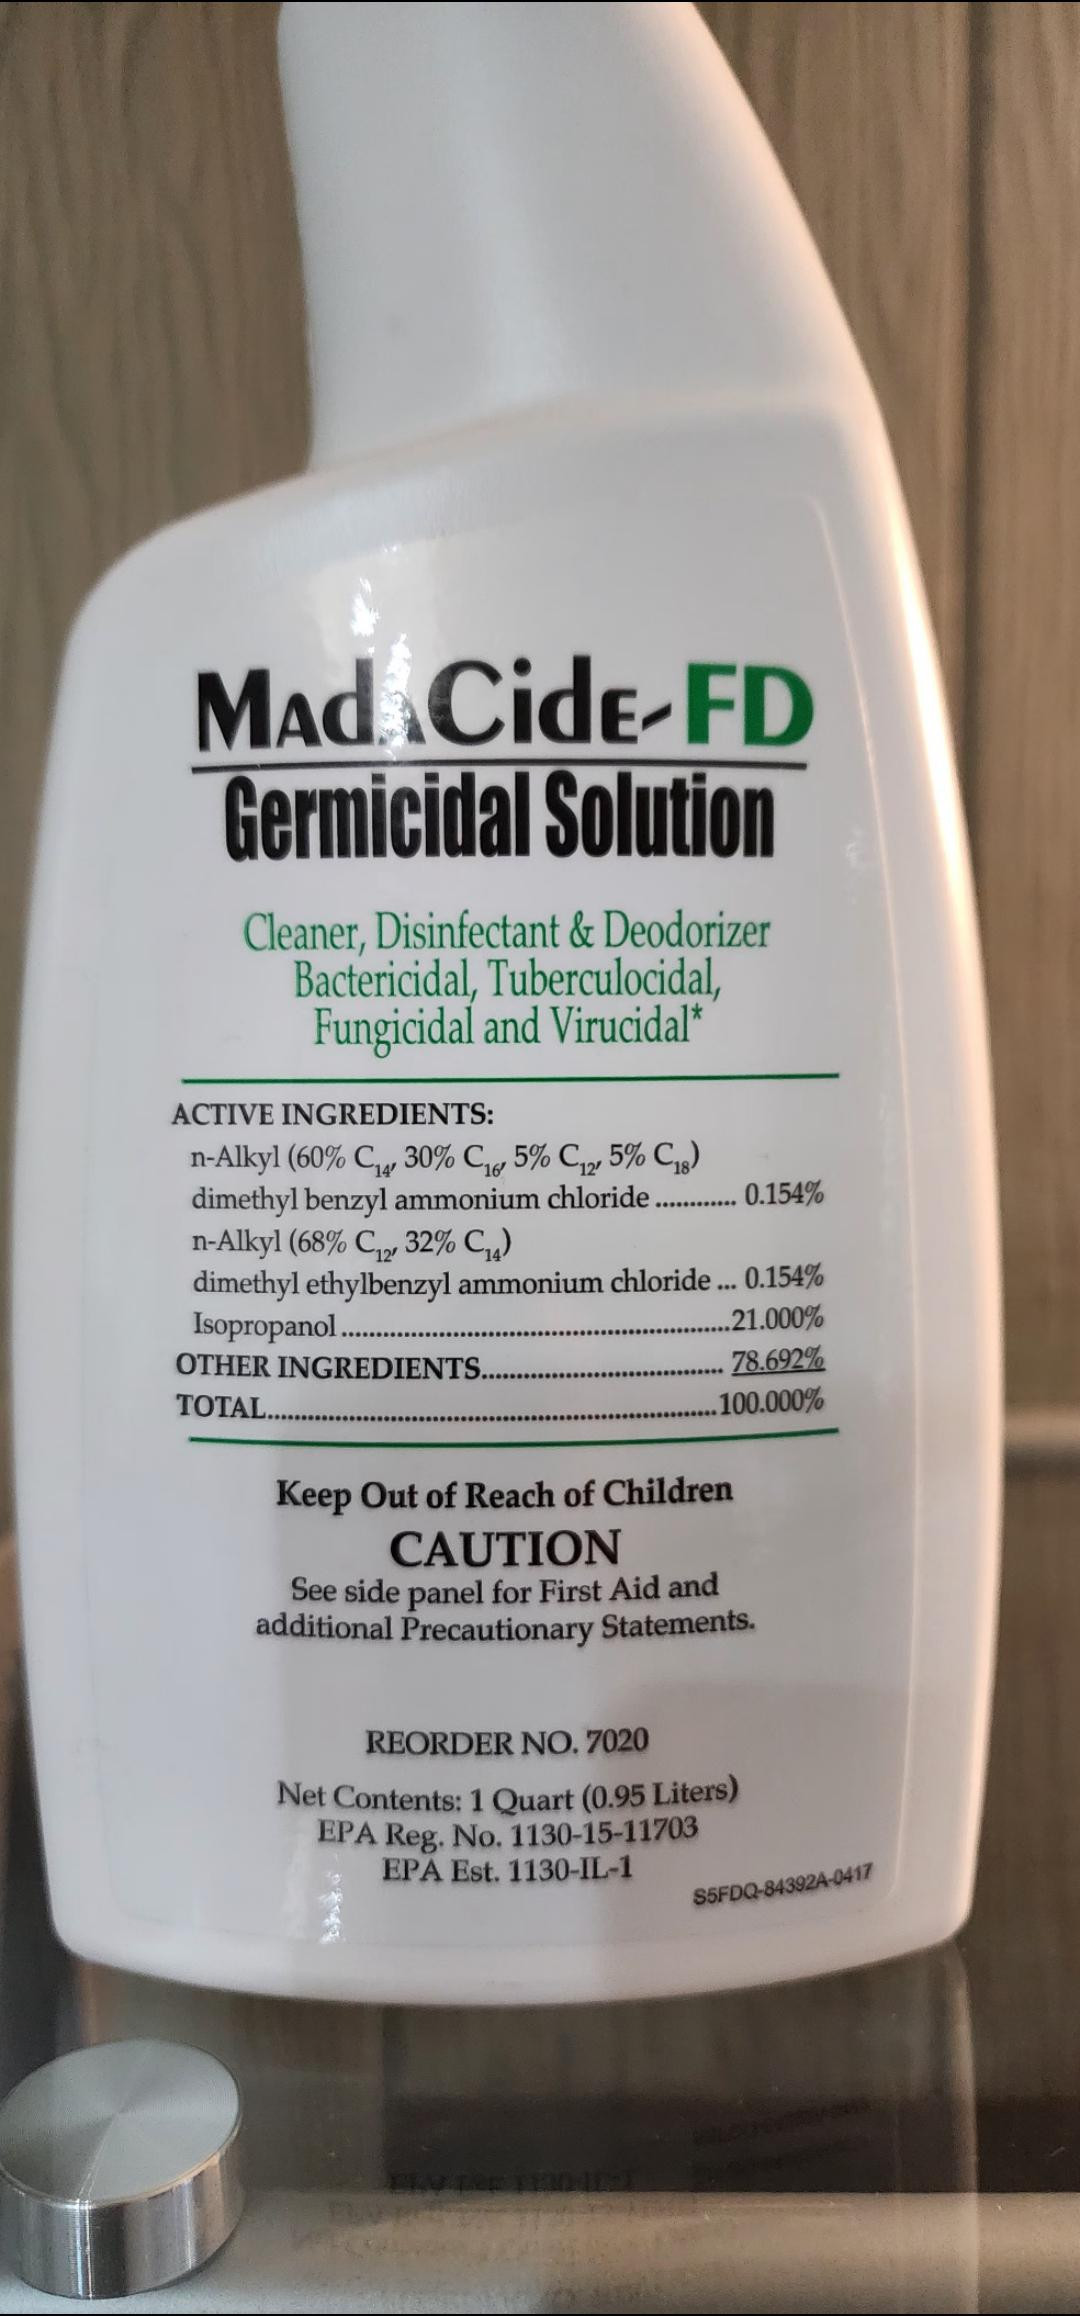 MadaCide-FD
Germicidal Solution
Cleaner, Disinfectant & Deodorizer
Bactericidal, Tuberculocidal,
Fungicidal and Virucidal*
ACTIVE INGREDIENTS:
n-Alkyl (60% C₁₄, 30% C₁₆, 5% C₁₂, 5% C₁₈)
dimethyl benzyl ammonium chloride ............ 0.154%
n-Alkyl (68% C₁₂, 32% C₁₄)
dimethyl ethylbenzyl ammonium chloride ... 0.154%
Isopropanol ................................................................ 21.000%
OTHER INGREDIENTS....................................... 78.692%
TOTAL.......................................................................... 100.000%
Keep Out of Reach of Children
CAUTION
See side panel for First Aid and
additional Precautionary Statements.
REORDER NO. 7020
Net Contents: 1 Quart (0.95 Liters)
EPA Reg. No. 1130-15-11703
EPA Est. 1130-IL-1
S5FDQ-84392A-0417